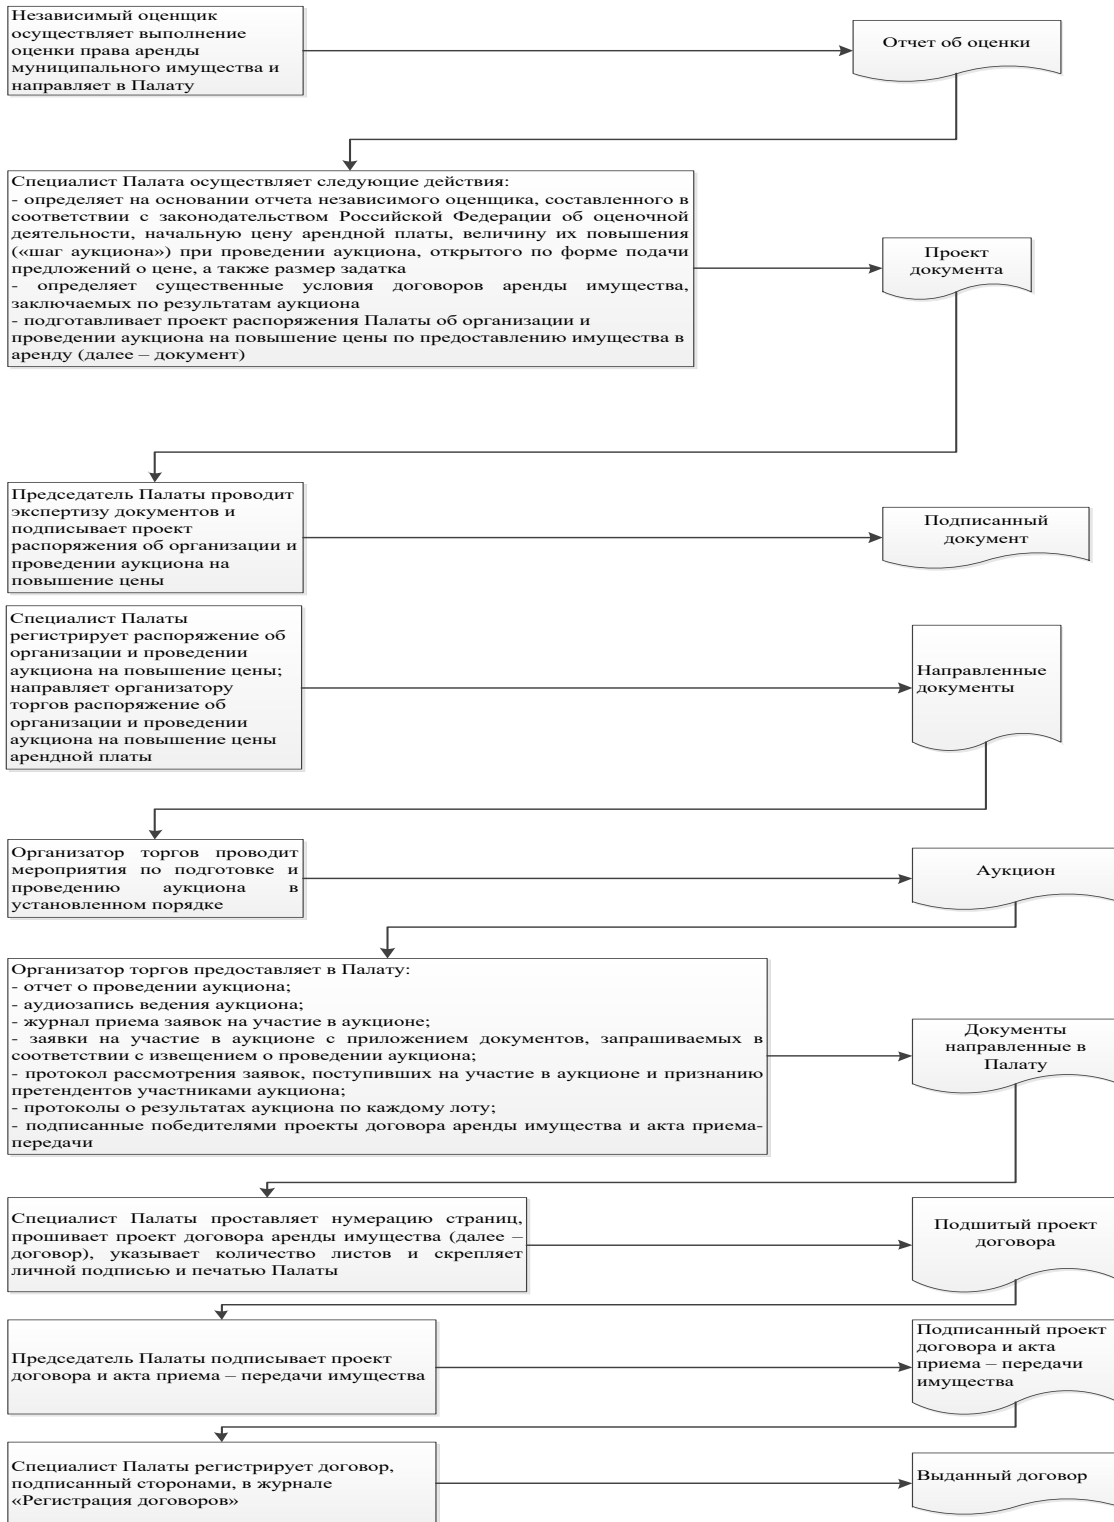 Независимый оценщик
осуществляет выполнение
оценки права аренды
муниципального имущества и
направляет в Палату
Отчет об оценки
Специалист Палата осуществляет следующие действия:
- определяет на основании отчета независимого оценщика, составленного в
соответствии с законодательством Российской Федерации об оценочной
деятельности, начальную цену арендной платы, величину их повышения
(«шаг аукциона») при проведении аукциона, открытого по форме подачи
предложений о цене, а также размер задатка
- определяет существенные условия договоров аренды имущества,
заключаемых по результатам аукциона
- подготавливает проект распоряжения Палаты об организации и
проведении аукциона на повышение цены по предоставлению имущества в
аренду (далее – документ)
Проект
документа
Председатель Палаты проводит
экспертизу документов и
подписывает проект
распоряжения об организации и
проведении аукциона на
повышение цены
Подписанный
документ
Специалист Палаты
регистрирует распоряжение об
организации и проведении
аукциона на повышение цены;
направляет организатору
торгов распоряжение об
организации и проведении
аукциона на повышение цены
арендной платы
Направленные
документы
Организатор торгов проводит
мероприятия по подготовке и
проведению аукциона в
установленном порядке
Аукцион
Организатор торгов предоставляет в Палату:
- отчет о проведении аукциона;
- аудиозапись ведения аукциона;
- журнал приема заявок на участие в аукционе;
- заявки на участие в аукционе с приложением документов, запрашиваемых в
соответствии с извещением о проведении аукциона;
- протокол рассмотрения заявок, поступивших на участие в аукционе и признанию
претендентов участниками аукциона;
- протоколы о результатах аукциона по каждому лоту;
- подписанные победителями проекты договора аренды имущества и акта приема-
передачи
Документы
направленные в
Палату
Специалист Палаты проставляет нумерацию страниц,
прошивает проект договора аренды имущества (далее –
договор), указывает количество листов и скрепляет
личной подписью и печатью Палаты
Подшитый проект
договора
Председатель Палаты подписывает проект
договора и акта приема – передачи имущества
Подписанный проект
договора и акта
приема – передачи
имущества
Специалист Палаты регистрирует договор,
подписанный сторонами, в журнале
«Регистрация договоров»
Выданный договор